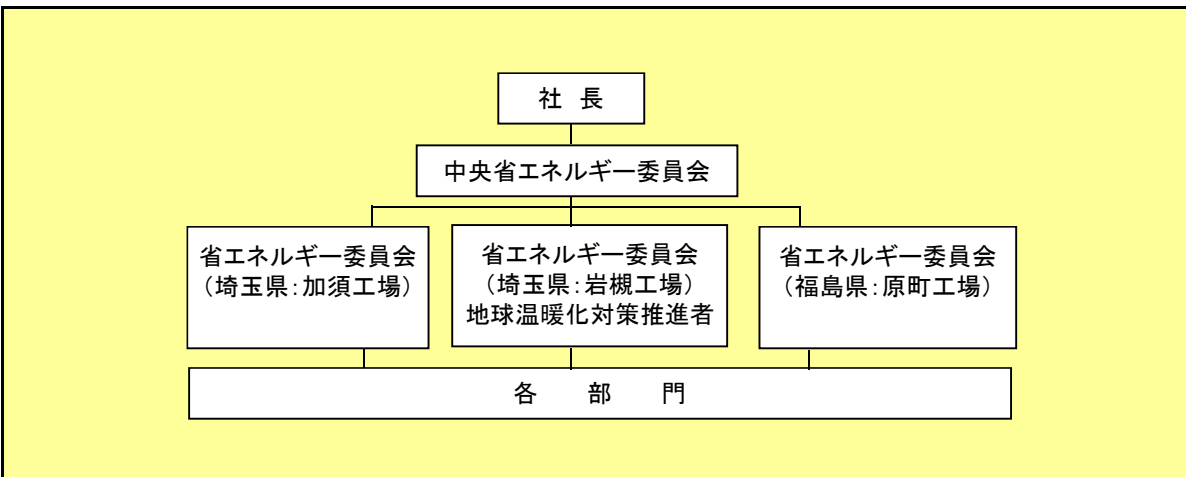 社 長
中央省エネルギー委員会
省エネルギー委員会
(埼玉県:加須工場)
省エネルギー委員会
(埼玉県:岩槻工場)
地球温暖化対策推進者
省エネルギー委員会
(福島県:原町工場)
各 部 門